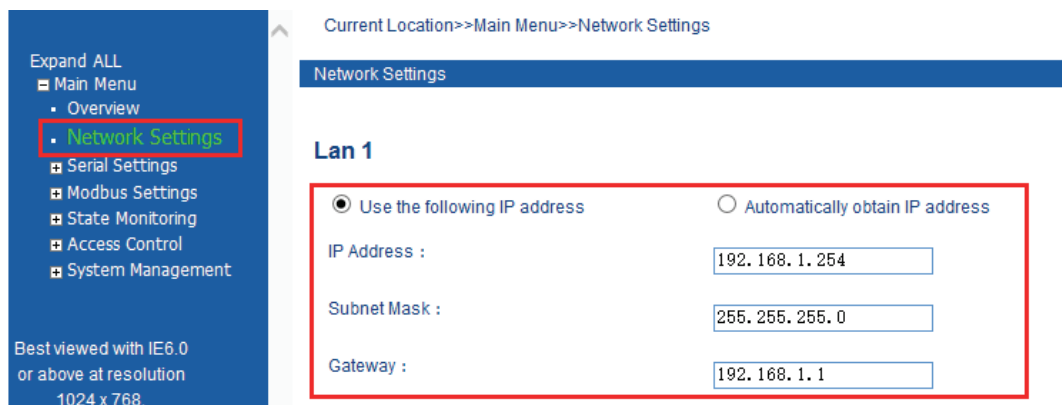 Current Location>>Main Menu>>Network Settings
Expand ALL
Main Menu
Overview
Network Settings
Serial Settings
Modbus Settings
State Monitoring
Access Control
System Management
Best viewed with IE6.0
or above at resolution
1024 x 768.
Network Settings
Lan 1
Use the following IP address
Automatically obtain IP address
IP Address :
192.168.1.254
Subnet Mask :
255.255.255.0
Gateway :
192.168.1.1